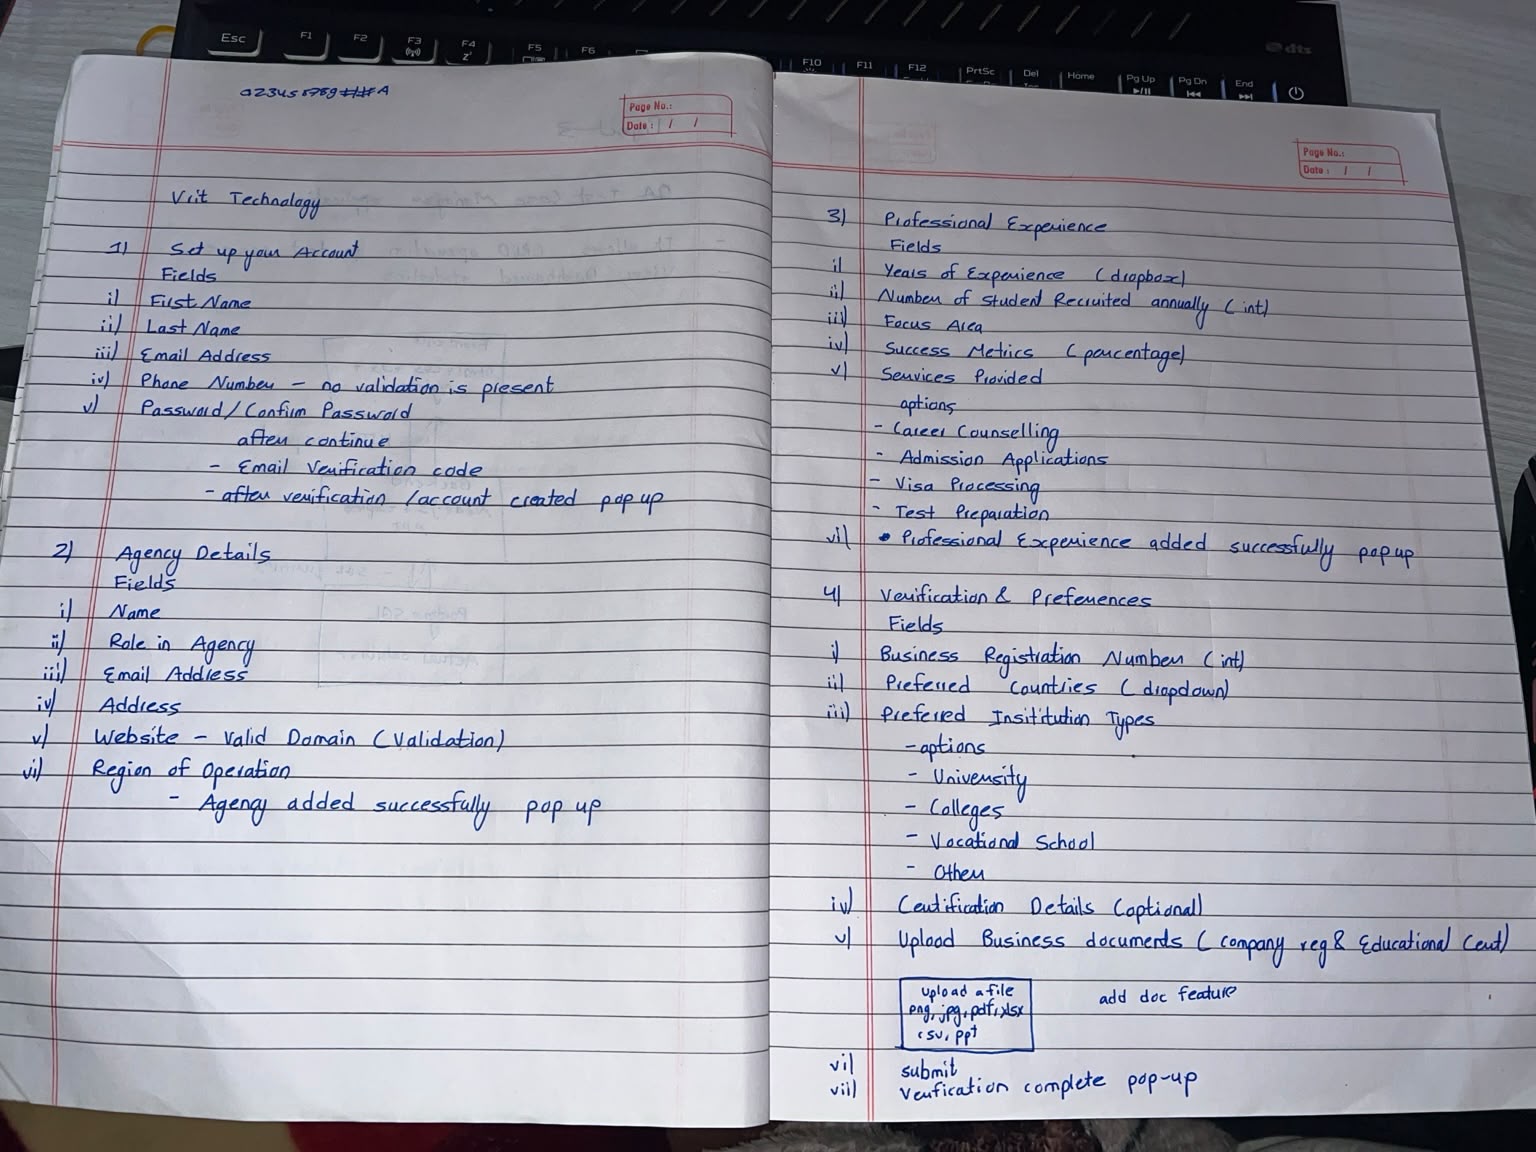 Esc
F1
F2
F3
F4
z
F5
F6
F10
F11
F12
PrtSc
Del
Home
Pg Up
Pg Dn
End
dts
023456789###A
Page No.:
Date: / /
Vrit Technology
1) Set up your Account
Fields
i) First Name
ii) Last Name
iii) Email Address
iv) Phone Number - no validation is present
v) Password/Confirm Password
after continue
- Email Verification code
- after verification /account created pop up
2) Agency Details
Fields
i) Name
ii) Role in Agency
iii) Email Address
iv) Address
v) Website - Valid Domain (Validation)
vi) Region of Operation
- Agency added successfully pop up
Page No.:
Date: / /
3) Professional Experience
Fields
i) Years of Experience (dropbox)
ii) Number of Student Recruited annually (int)
iii) Focus Area
iv) Success Metrics (percentage)
v) Services Provided
options
- Career Counselling
- Admission Applications
- Visa Processing
- Test Preparation
vi) • Professional Experience added successfully pop up
4) Verification & Preferences
Fields
i) Business Registration Number (int)
ii) Preferred Countries (dropdown)
iii) Preferred Insititution Types
- options
- University
- Colleges
- Vocational School
- Other
iv) Certification Details (optional)
v) Upload Business documents (company reg & Educational Cert)
upload a file
png, jpg, pdf, xlsx
csv, ppt
add doc feature
vi) submit
vii) Verification complete pop-up